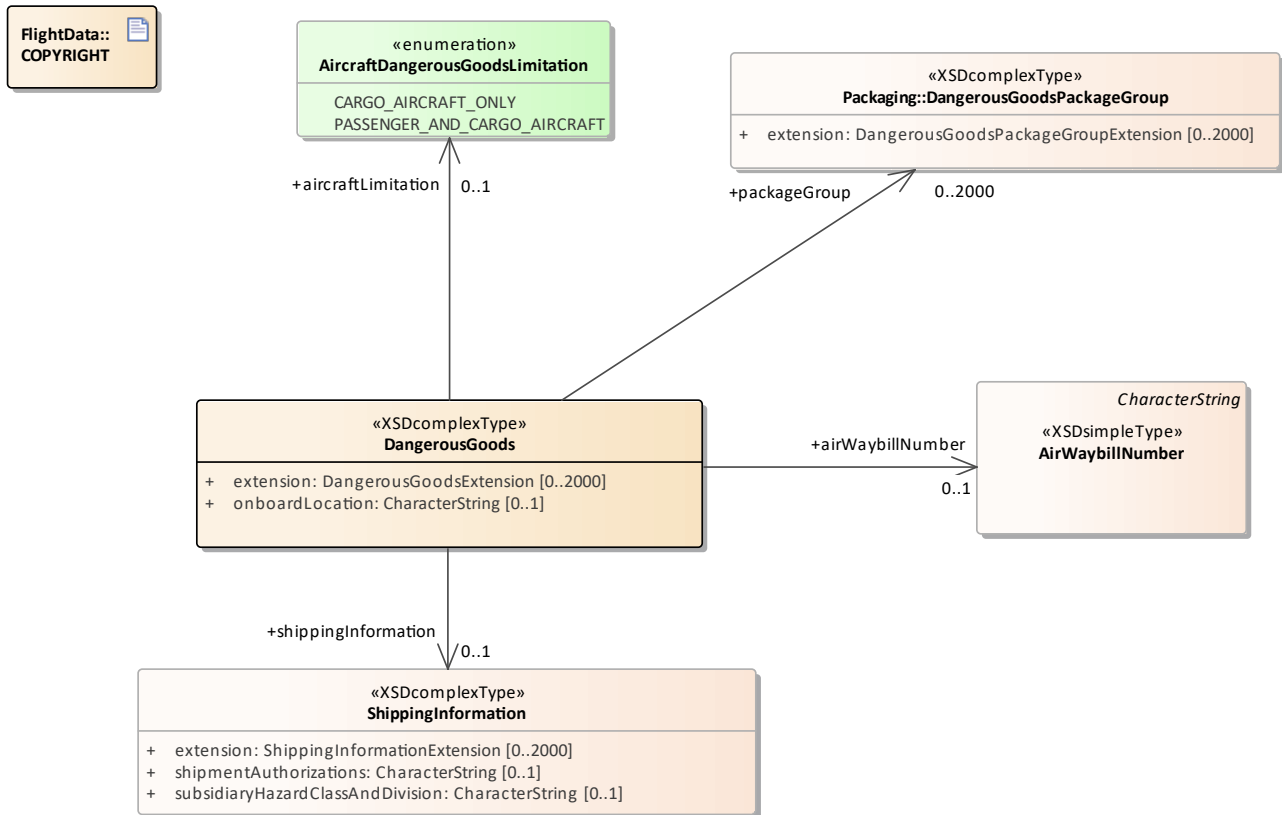 FlightData::
COPYRIGHT
«enumeration»
AircraftDangerousGoodsLimitation
CARGO_AIRCRAFT_ONLY
PASSENGER_AND_CARGO_AIRCRAFT
«XSDcomplexType»
Packaging::DangerousGoodsPackageGroup
+ extension: DangerousGoodsPackageGroupExtension [0..2000]
+aircraftLimitation 0..1
+packageGroup 0..2000
«XSDcomplexType»
DangerousGoods
+ extension: DangerousGoodsExtension [0..2000]
+ onboardLocation: CharacterString [0..1]
+airWaybillNumber
0..1
CharacterString
«XSDsimpleType»
AirWaybillNumber
+shippingInformation 0..1
«XSDcomplexType»
ShippingInformation
+ extension: ShippingInformationExtension [0..2000]
+ shipmentAuthorizations: CharacterString [0..1]
+ subsidiaryHazardClassAndDivision: CharacterString [0..1]